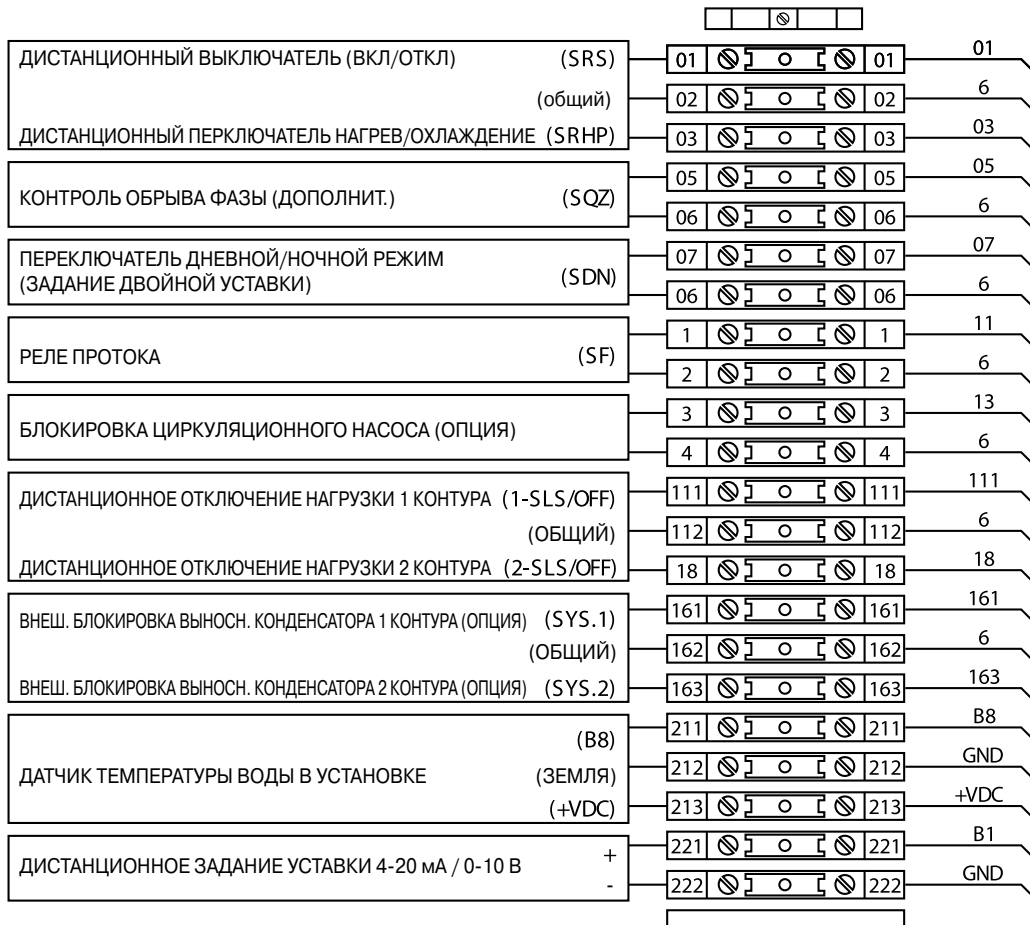 ДИСТАНЦИОННЫЙ ВЫКЛЮЧАТЕЛЬ (ВКЛ/ОТКЛ) (SRS) 01 01 01
(общий) 02 02 6
ДИСТАНЦИОННЫЙ ПЕРКЛЮЧАТЕЛЬ НАГРЕВ/ОХЛАЖДЕНИЕ (SRHP) 03 03 03
КОНТРОЛЬ ОБРЫВА ФАЗЫ (ДОПОЛНИТ.) (SQZ) 05 05 05
06 06 6
ПЕРЕКЛЮЧАТЕЛЬ ДНЕВНОЙ/НОЧНОЙ РЕЖИМ 07 07 07
(ЗАДАНИЕ ДВОЙНОЙ УСТАВКИ) (SDN) 06 06 6
РЕЛЕ ПРОТОКА (SF) 1 1 11
2 2 6
БЛОКИРОВКА ЦИРКУЛЯЦИОННОГО НАСОСА (ОПЦИЯ) 3 3 13
4 4 6
ДИСТАНЦИОННОЕ ОТКЛЮЧЕНИЕ НАГРУЗКИ 1 КОНТУРА (1-SLS/OFF) 111 111 111
(ОБЩИЙ) 112 112 6
ДИСТАНЦИОННОЕ ОТКЛЮЧЕНИЕ НАГРУЗКИ 2 КОНТУРА (2-SLS/OFF) 18 18 18
ВНЕШ. БЛОКИРОВКА ВЫНОСН. КОНДЕНСАТОРА 1 КОНТУРА (ОПЦИЯ) (SYS.1) 161 161 161
(ОБЩИЙ) 162 162 6
ВНЕШ. БЛОКИРОВКА ВЫНОСН. КОНДЕНСАТОРА 2 КОНТУРА (ОПЦИЯ) (SYS.2) 163 163 163
(B8) 211 211 B8
ДАТЧИК ТЕМПЕРАТУРЫ ВОДЫ В УСТАНОВКЕ (ЗЕМЛЯ) 212 212 GND
(+VDC) 213 213 +VDC
ДИСТАНЦИОННОЕ ЗАДАНИЕ УСТАВКИ 4-20 мА / 0-10 В + 221 221 B1
- 222 222 GND